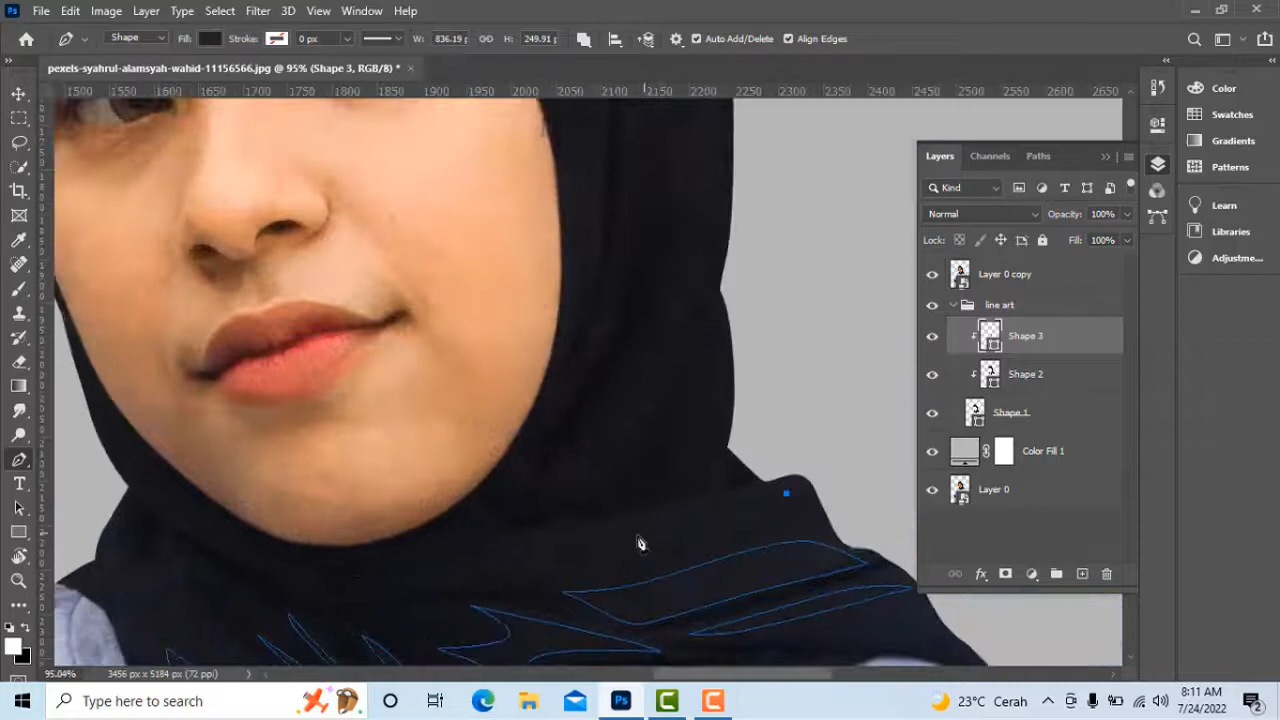 Ps File Edit Image Layer Type Select Filter 3D View Window Help
Shape Fill: Stroke: 0 px W: 836.19 p H: 249.91 p Auto Add/Delete Align Edges
pexels-syahrul-alamsyah-wahid-11156566.jpg @ 95% (Shape 3, RGB/8) *
1500 1550 1600 1650 1700 1750 1800 1850 1900 1950 2000 2050 2100 2150 2200 2250 2300 2350 2400 2450 2500 2550 2600 2650
Color
Swatches
Gradients
Patterns
Learn
Libraries
Adjustme...
Layers Channels Paths
Kind
Normal Opacity: 100%
Lock: Fill: 100%
Layer 0 copy
line art
Shape 3
Shape 2
Shape 1
Color Fill 1
Layer 0
fx
95.04% 3456 px x 5184 px (72 ppi)
Type here to search
Ps
23°C Cerah
8:11 AM
7/24/2022
2